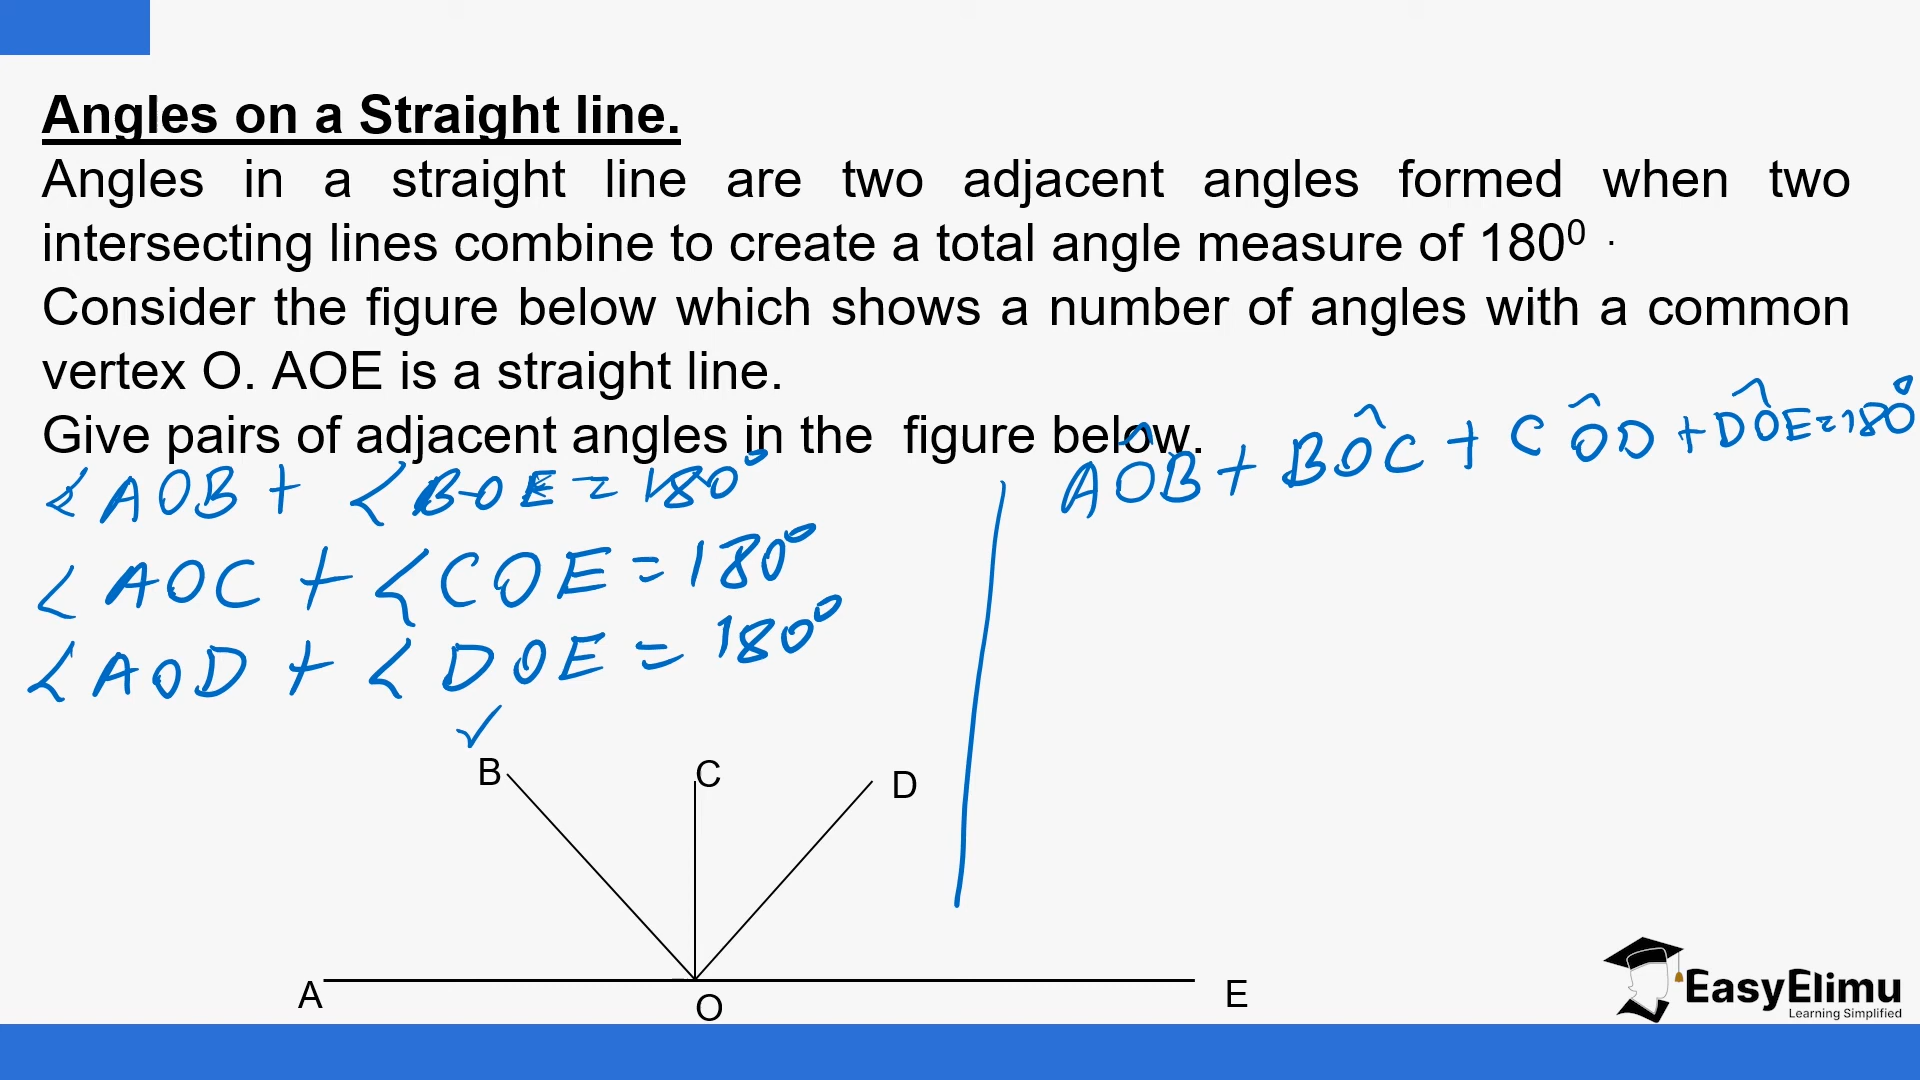 Angles on a Straight line.
Angles in a straight line are two adjacent angles formed when two
intersecting lines combine to create a total angle measure of 180⁰ .
Consider the figure below which shows a number of angles with a common
vertex O. AOE is a straight line.
Give pairs of adjacent angles in the figure below.
<AOB + <BOE = 180°
<AOC + <COE = 180°
<AOD + <DOE = 180°
✓
AÔB + BÔC + CÔD + DÔE = 180°
B C D
A O E
EasyElimu
Learning Simplified